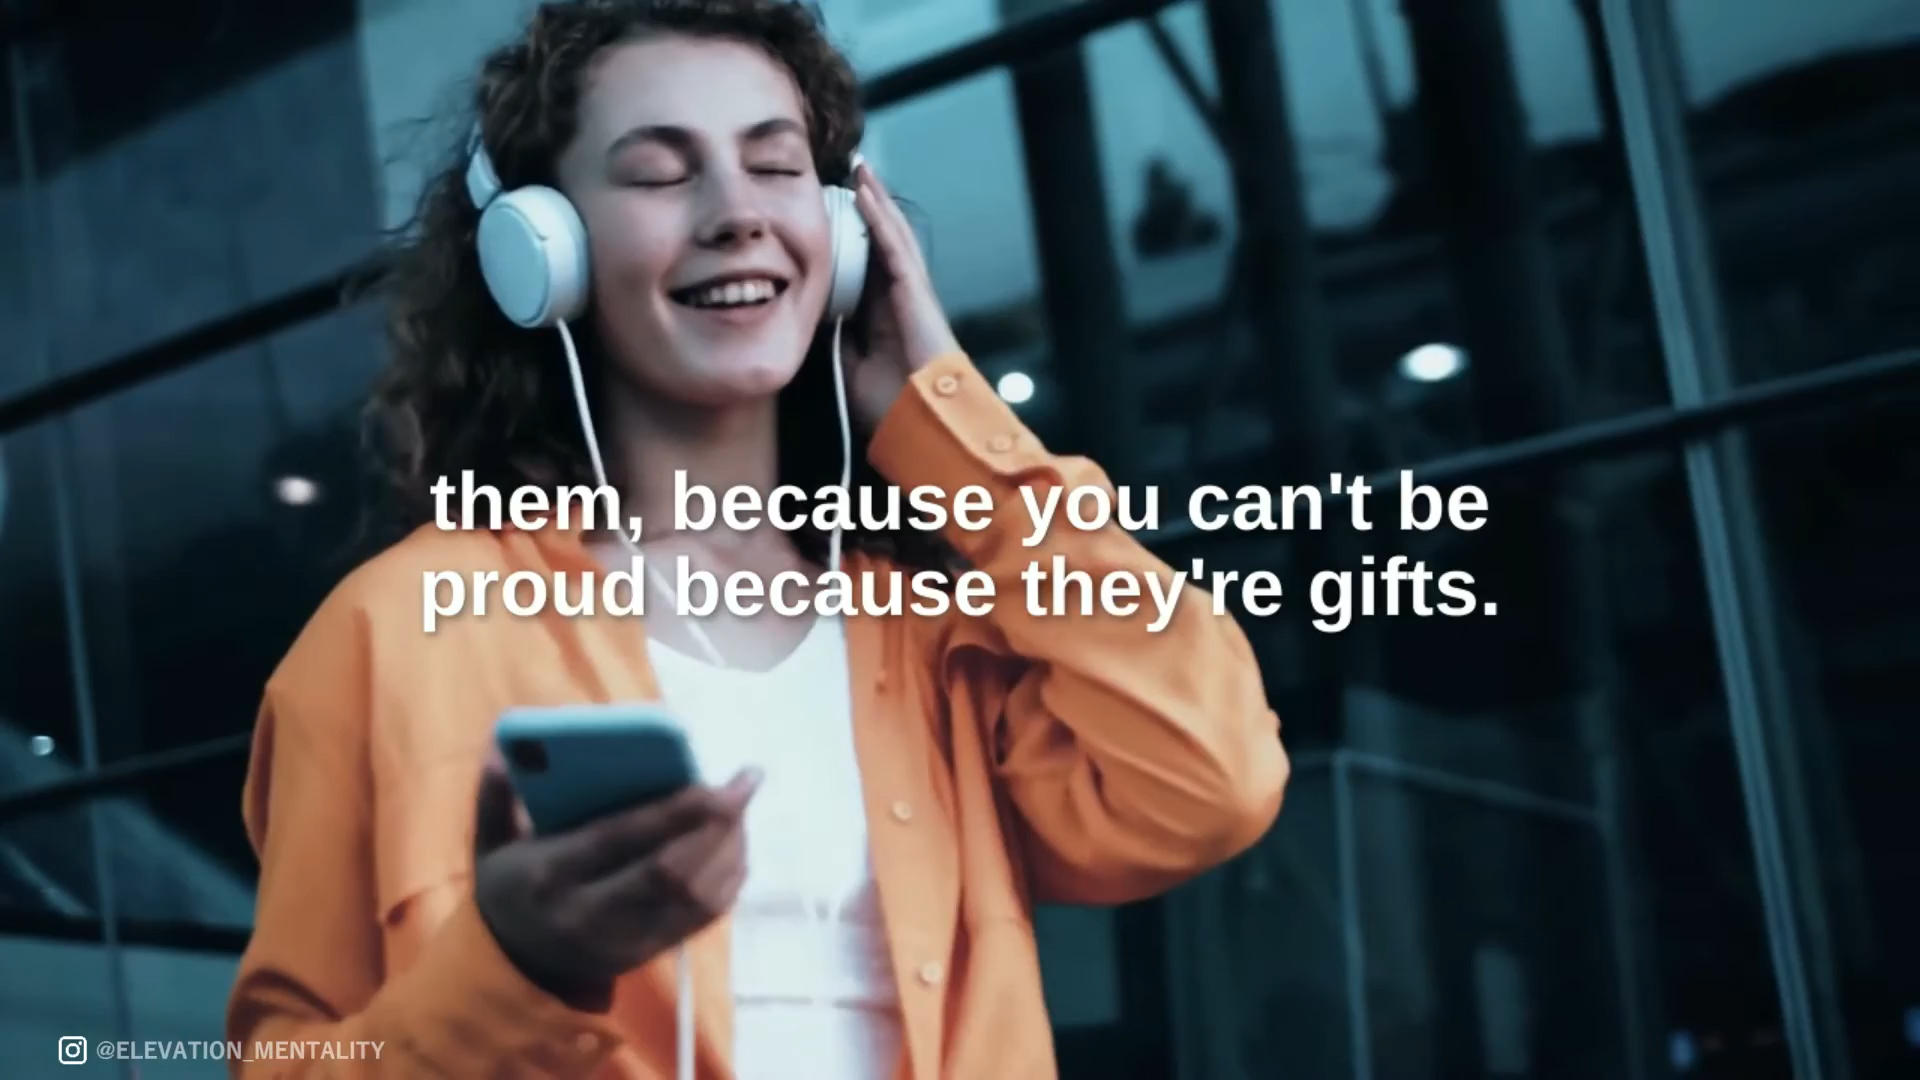 them, because you can't be
proud because they're gifts.
@ELEVATION_MENTALITY